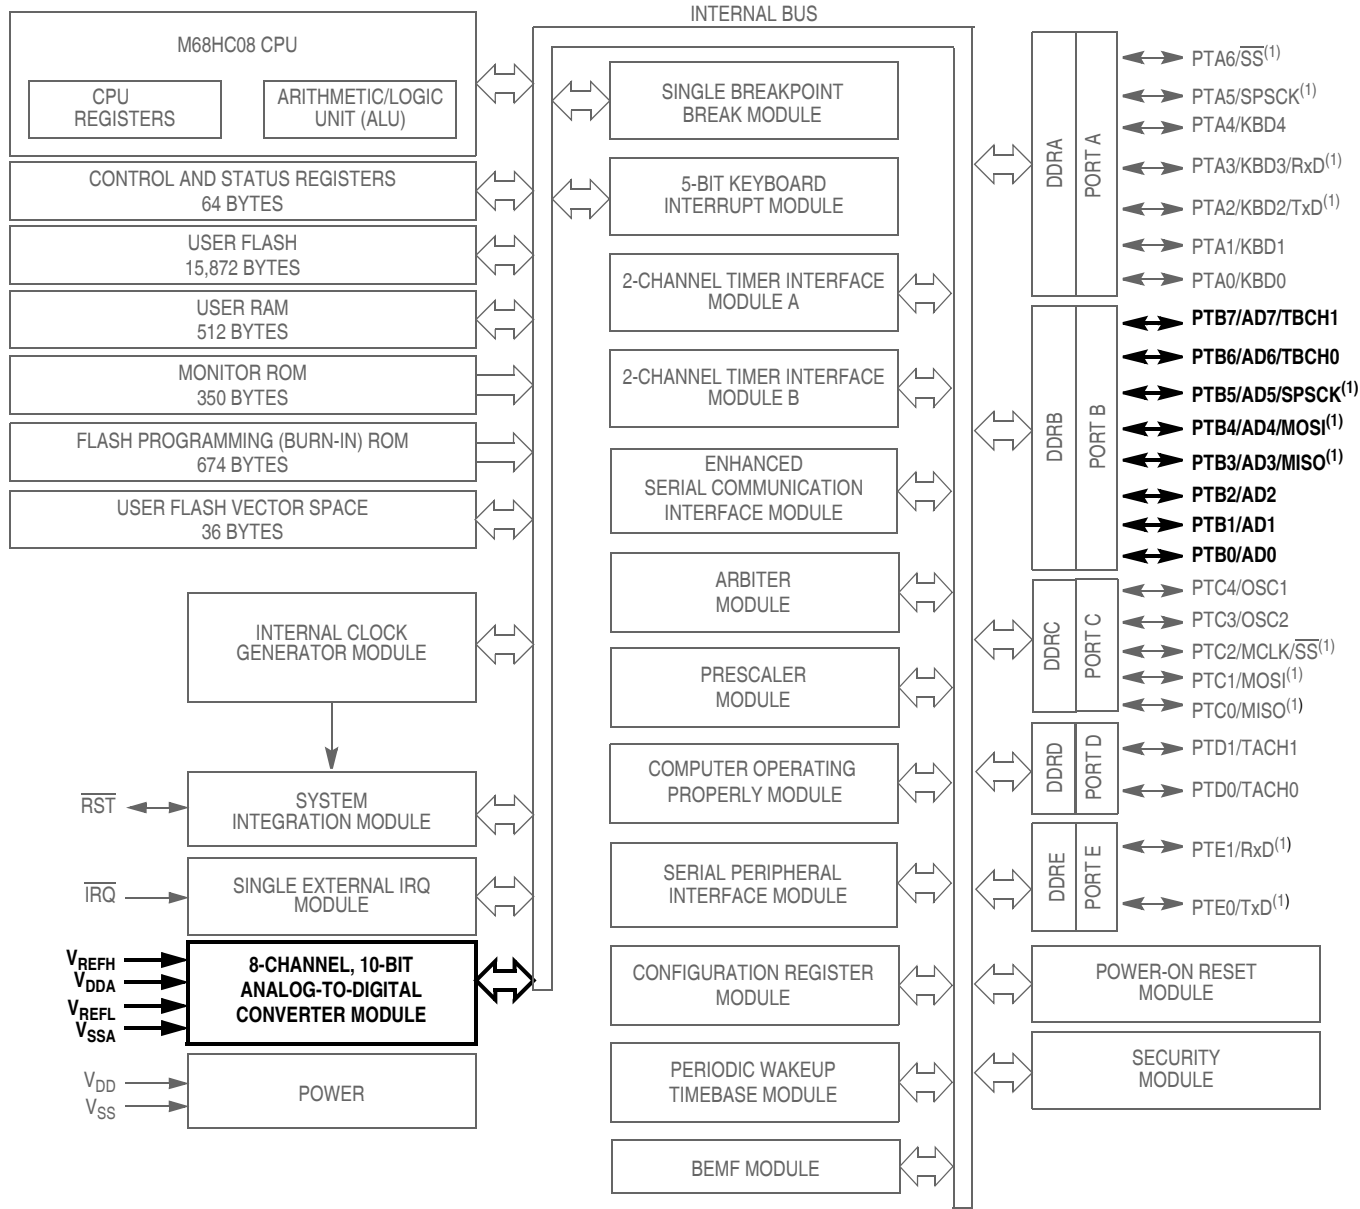 INTERNAL BUS
M68HC08 CPU
CPU
REGISTERS
ARITHMETIC/LOGIC
UNIT (ALU)
CONTROL AND STATUS REGISTERS
64 BYTES
USER FLASH
15,872 BYTES
USER RAM
512 BYTES
MONITOR ROM
350 BYTES
FLASH PROGRAMMING (BURN-IN) ROM
674 BYTES
USER FLASH VECTOR SPACE
36 BYTES
INTERNAL CLOCK
GENERATOR MODULE
RST
SYSTEM
INTEGRATION MODULE
IRQ
SINGLE EXTERNAL IRQ
MODULE
VREFH
VDDA
VREFL
VSSA
8-CHANNEL, 10-BIT
ANALOG-TO-DIGITAL
CONVERTER MODULE
VDD
VSS
POWER
SINGLE BREAKPOINT
BREAK MODULE
5-BIT KEYBOARD
INTERRUPT MODULE
2-CHANNEL TIMER INTERFACE
MODULE A
2-CHANNEL TIMER INTERFACE
MODULE B
ENHANCED
SERIAL COMMUNICATION
INTERFACE MODULE
ARBITER
MODULE
PRESCALER
MODULE
COMPUTER OPERATING
PROPERLY MODULE
SERIAL PERIPHERAL
INTERFACE MODULE
CONFIGURATION REGISTER
MODULE
PERIODIC WAKEUP
TIMEBASE MODULE
BEMF MODULE
DDRA
PORT A
PTA6/SS(1)
PTA5/SPSCK(1)
PTA4/KBD4
PTA3/KBD3/RxD(1)
PTA2/KBD2/TxD(1)
PTA1/KBD1
PTA0/KBD0
DDRB
PORT B
PTB7/AD7/TBCH1
PTB6/AD6/TBCH0
PTB5/AD5/SPSCK(1)
PTB4/AD4/MOSI(1)
PTB3/AD3/MISO(1)
PTB2/AD2
PTB1/AD1
PTB0/AD0
DDRC
PORT C
PTC4/OSC1
PTC3/OSC2
PTC2/MCLK/SS(1)
PTC1/MOSI(1)
PTC0/MISO(1)
DDRD
PORT D
PTD1/TACH1
PTD0/TACH0
DDRE
PORT E
PTE1/RxD(1)
PTE0/TxD(1)
POWER-ON RESET
MODULE
SECURITY
MODULE